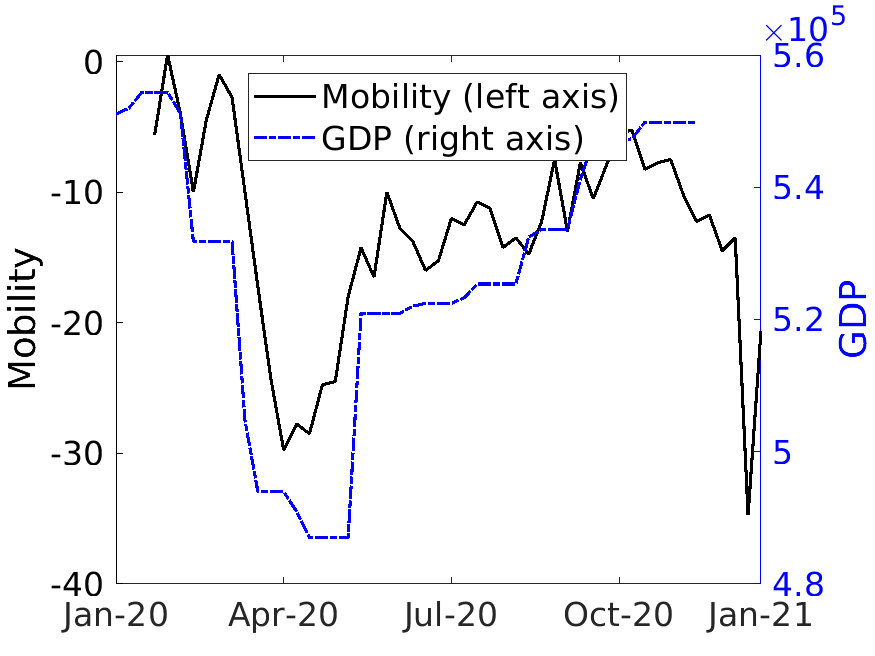 ×10^5
0
5.6
Mobility (left axis)
GDP (right axis)
-10
5.4
Mobility
GDP
-20
5.2
-30
5
-40
4.8
Jan-20
Apr-20
Jul-20
Oct-20
Jan-21